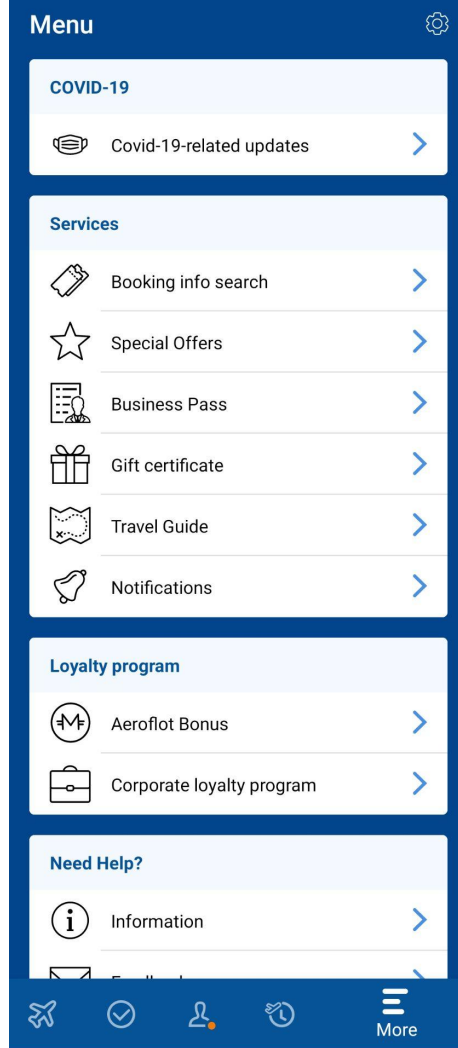 Menu
COVID-19
Covid-19-related updates
Services
Booking info search
Special Offers
Business Pass
Gift certificate
Travel Guide
Notifications
Loyalty program
Aeroflot Bonus
Corporate loyalty program
Need Help?
Information
More